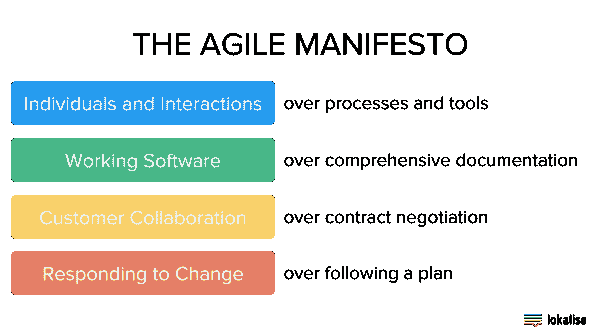 THE AGILE MANIFESTO
Individuals and Interactions over processes and tools
Working Software over comprehensive documentation
Customer Collaboration over contract negotiation
Responding to Change over following a plan
lokalise